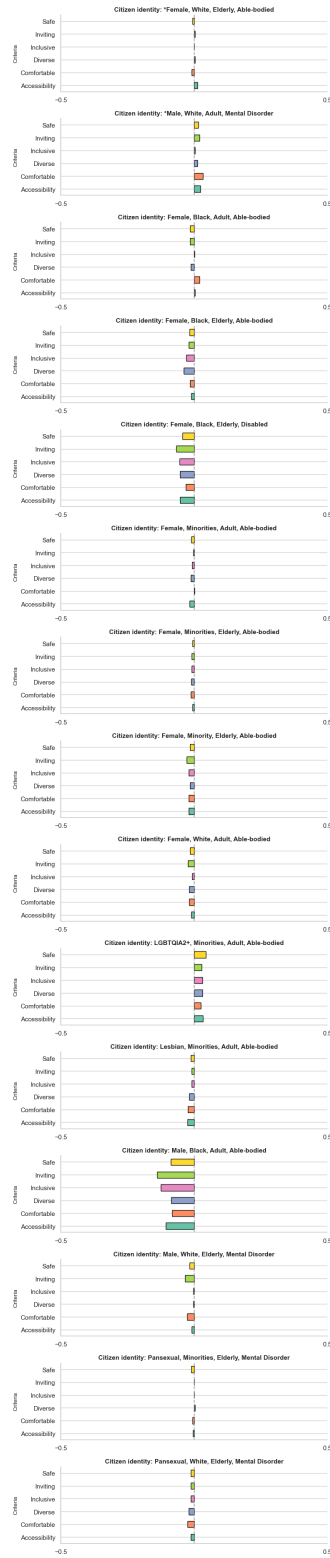 Citizen identity: *Female, White, Elderly, Able-bodied
Criteria
Safe
Inviting
Inclusive
Diverse
Comfortable
Accessibility
−0.5
0.5
Citizen identity: *Male, White, Adult, Mental Disorder
Criteria
Safe
Inviting
Inclusive
Diverse
Comfortable
Accessibility
−0.5
0.5
Citizen identity: Female, Black, Adult, Able-bodied
Criteria
Safe
Inviting
Inclusive
Diverse
Comfortable
Accessibility
−0.5
0.5
Citizen identity: Female, Black, Elderly, Able-bodied
Criteria
Safe
Inviting
Inclusive
Diverse
Comfortable
Accessibility
−0.5
0.5
Citizen identity: Female, Black, Elderly, Disabled
Criteria
Safe
Inviting
Inclusive
Diverse
Comfortable
Accessibility
−0.5
0.5
Citizen identity: Female, Minorities, Adult, Able-bodied
Criteria
Safe
Inviting
Inclusive
Diverse
Comfortable
Accessibility
−0.5
0.5
Citizen identity: Female, Minorities, Elderly, Able-bodied
Criteria
Safe
Inviting
Inclusive
Diverse
Comfortable
Accessibility
−0.5
0.5
Citizen identity: Female, Minority, Elderly, Able-bodied
Criteria
Safe
Inviting
Inclusive
Diverse
Comfortable
Accessibility
−0.5
0.5
Citizen identity: Female, White, Adult, Able-bodied
Criteria
Safe
Inviting
Inclusive
Diverse
Comfortable
Accessibility
−0.5
0.5
Citizen identity: LGBTQIA2+, Minorities, Adult, Able-bodied
Criteria
Safe
Inviting
Inclusive
Diverse
Comfortable
Accessibility
−0.5
0.5
Citizen identity: Lesbian, Minorities, Adult, Able-bodied
Criteria
Safe
Inviting
Inclusive
Diverse
Comfortable
Accessibility
−0.5
0.5
Citizen identity: Male, Black, Adult, Able-bodied
Criteria
Safe
Inviting
Inclusive
Diverse
Comfortable
Accessibility
−0.5
0.5
Citizen identity: Male, White, Elderly, Mental Disorder
Criteria
Safe
Inviting
Inclusive
Diverse
Comfortable
Accessibility
−0.5
0.5
Citizen identity: Pansexual, Minorities, Elderly, Mental Disorder
Criteria
Safe
Inviting
Inclusive
Diverse
Comfortable
Accessibility
−0.5
0.5
Citizen identity: Pansexual, White, Elderly, Mental Disorder
Criteria
Safe
Inviting
Inclusive
Diverse
Comfortable
Accessibility
−0.5
0.5